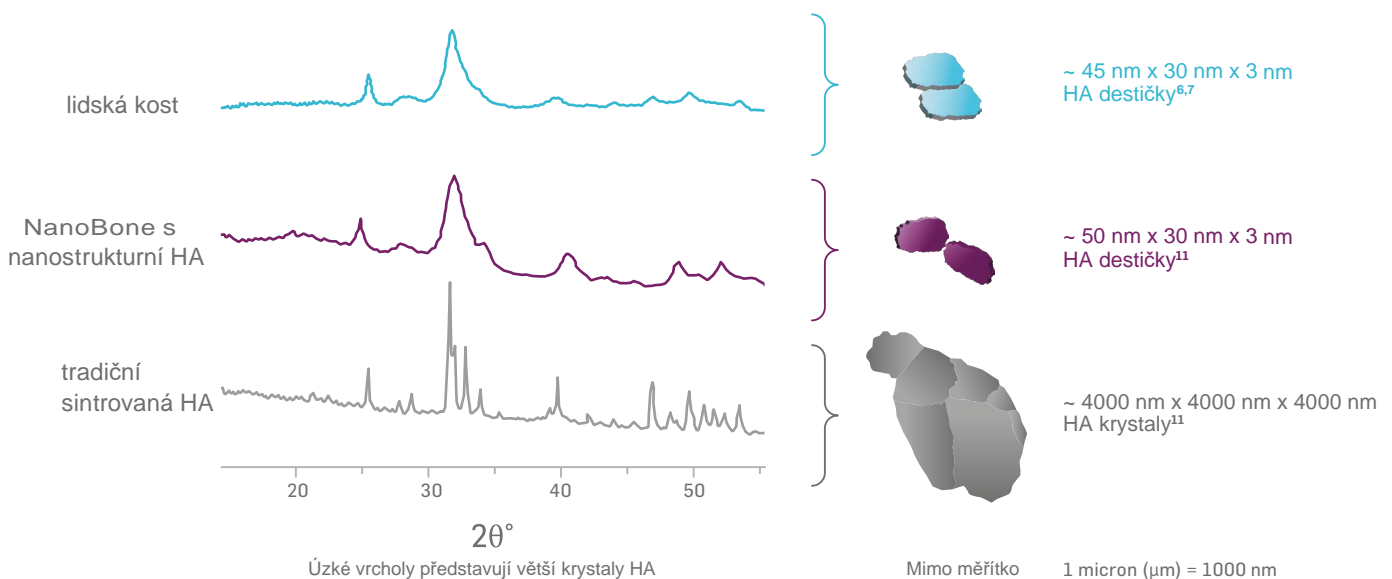 lidská kost
~ 45 nm x 30 nm x 3 nm
HA destičky6,7
NanoBone s
nanostrukturní HA
~ 50 nm x 30 nm x 3 nm
HA destičky11
tradiční
sintrovaná HA
~ 4000 nm x 4000 nm x 4000 nm
HA krystaly11
20 30 40 50
2θ°
Úzké vrcholy představují větší krystaly HA
Mimo měřítko
1 micron (µm) = 1000 nm